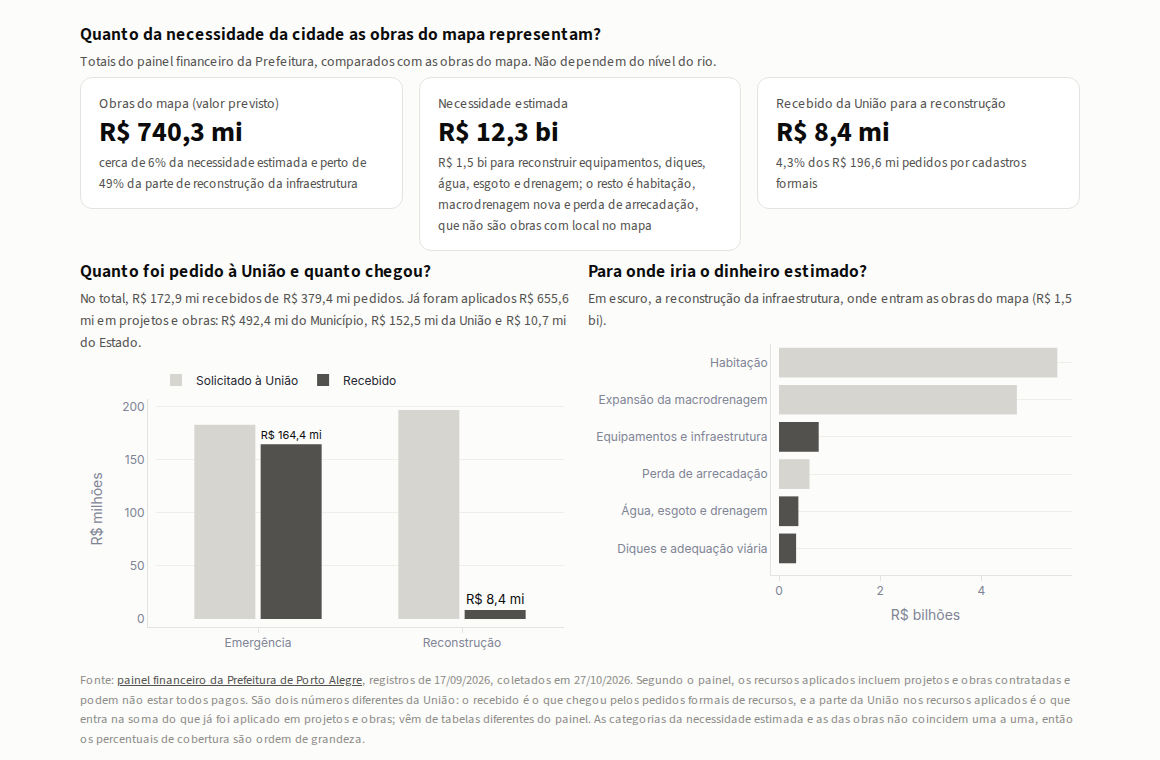 Quanto da necessidade da cidade as obras do mapa representam?
Totais do painel financeiro da Prefeitura, comparados com as obras do mapa. Não dependem do nível do rio.
Obras do mapa (valor previsto)
R$ 740,3 mi
cerca de 6% da necessidade estimada e perto de
49% da parte de reconstrução da infraestrutura
Necessidade estimada
R$ 12,3 bi
R$ 1,5 bi para reconstruir equipamentos, diques,
água, esgoto e drenagem; o resto é habitação,
macrodrenagem nova e perda de arrecadação,
que não são obras com local no mapa
Recebido da União para a reconstrução
R$ 8,4 mi
4,3% dos R$ 196,6 mi pedidos por cadastros
formais
Quanto foi pedido à União e quanto chegou?
No total, R$ 172,9 mi recebidos de R$ 379,4 mi pedidos. Já foram aplicados R$ 655,6
mi em projetos e obras: R$ 492,4 mi do Município, R$ 152,5 mi da União e R$ 10,7 mi
do Estado.
Solicitado à União
Recebido
200
150
100
50
0
R$ milhões
R$ 164,4 mi
R$ 8,4 mi
Emergência
Reconstrução
Para onde iria o dinheiro estimado?
Em escuro, a reconstrução da infraestrutura, onde entram as obras do mapa (R$ 1,5
bi).
Habitação
Expansão da macrodrenagem
Equipamentos e infraestrutura
Perda de arrecadação
Água, esgoto e drenagem
Diques e adequação viária
0
2
4
R$ bilhões
Fonte: painel financeiro da Prefeitura de Porto Alegre, registros de 17/09/2026, coletados em 27/10/2026. Segundo o painel, os recursos aplicados incluem projetos e obras contratadas e
podem não estar todos pagos. São dois números diferentes da União: o recebido é o que chegou pelos pedidos formais de recursos, e a parte da União nos recursos aplicados é o que
entra na soma do que já foi aplicado em projetos e obras; vêm de tabelas diferentes do painel. As categorias da necessidade estimada e as das obras não coincidem uma a uma, então
os percentuais de cobertura são ordem de grandeza.